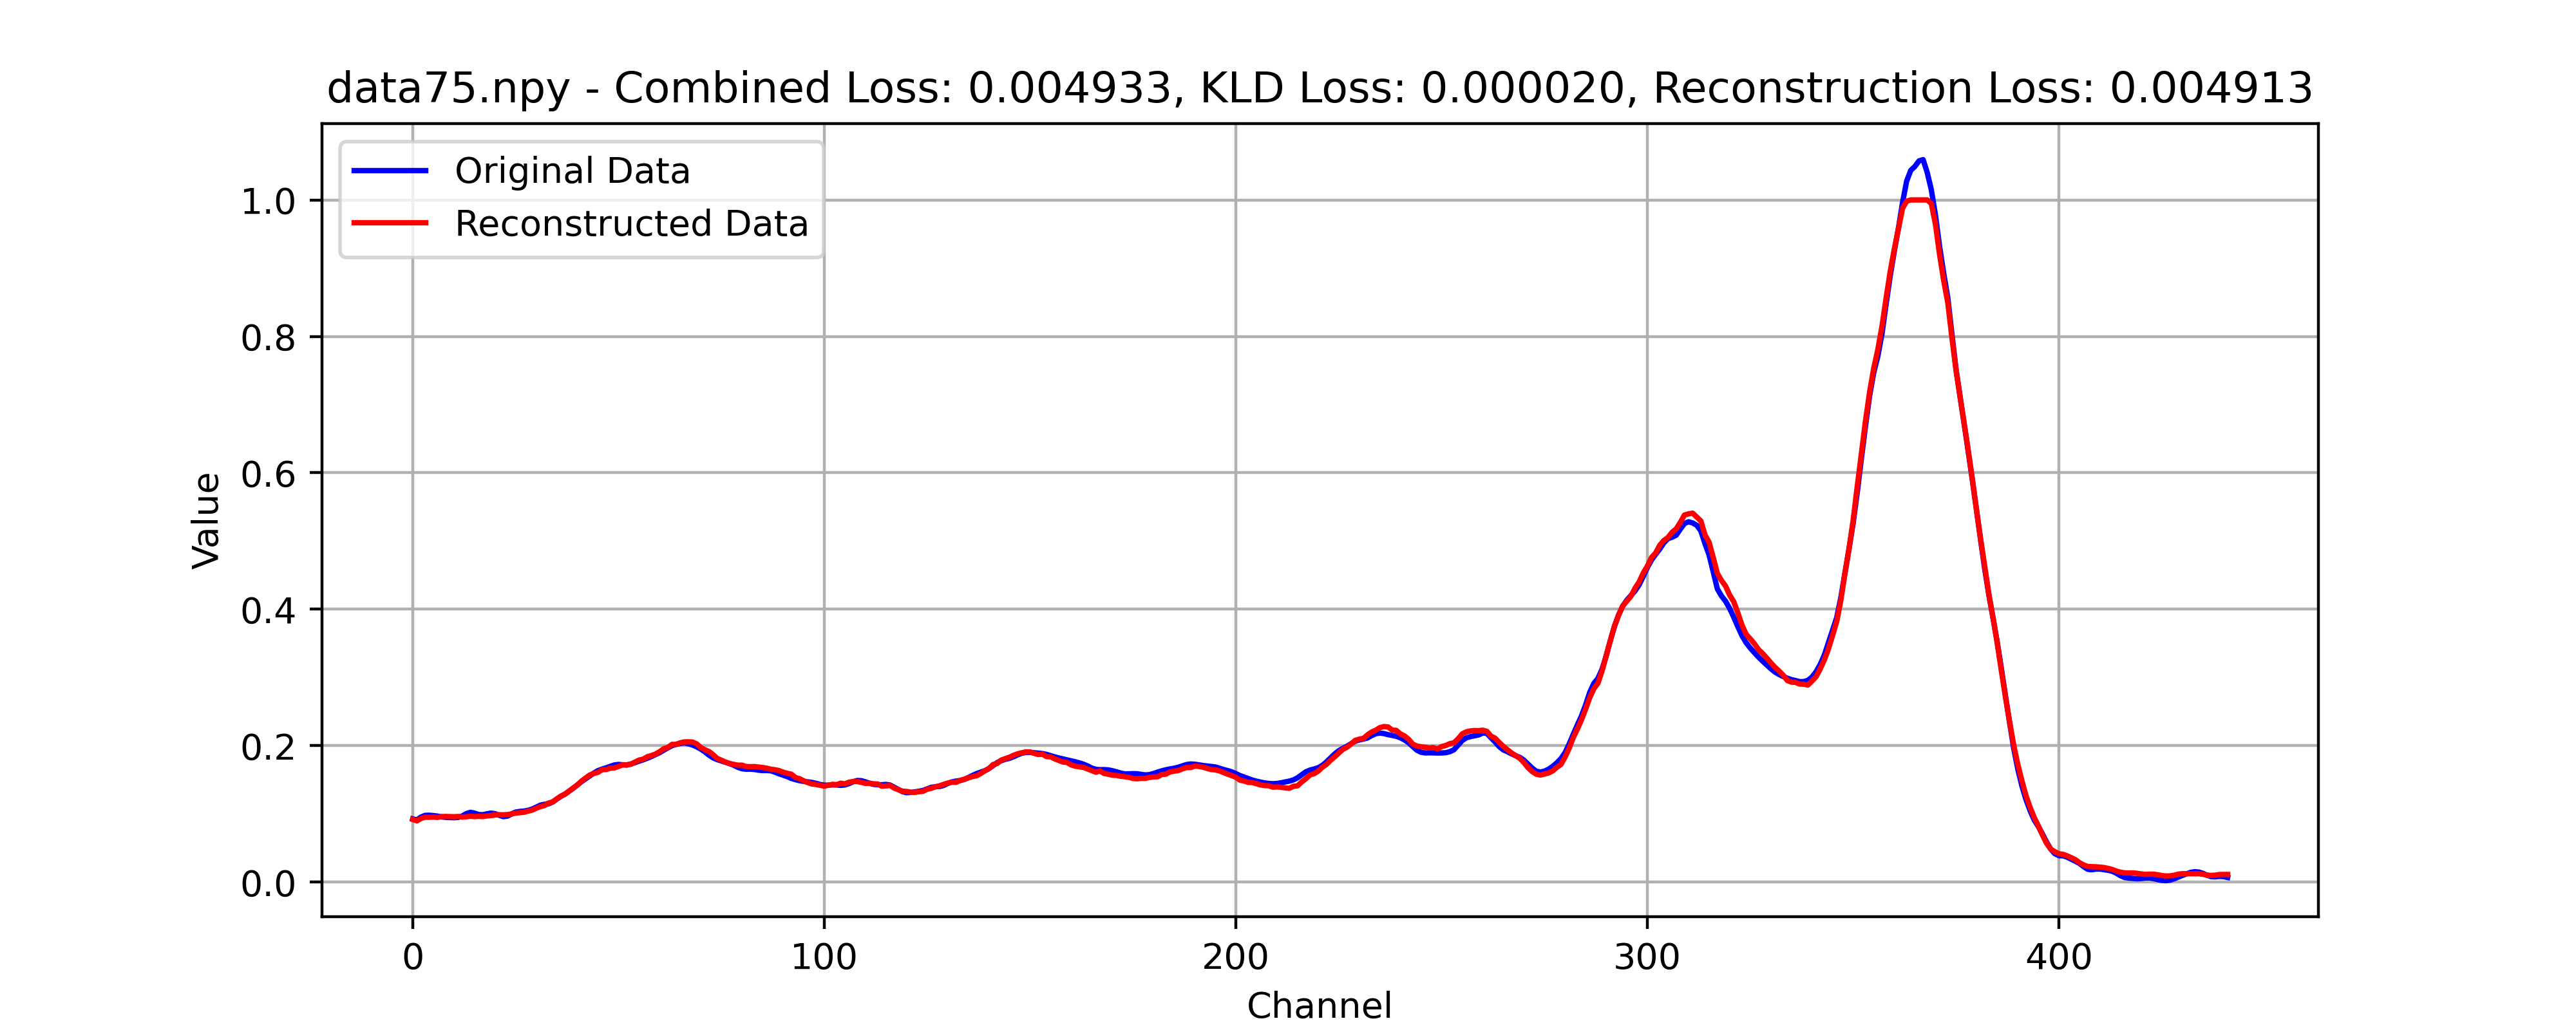 data75.npy - Combined Loss: 0.004933, KLD Loss: 0.000020, Reconstruction Loss: 0.004913
Original Data
Reconstructed Data
1.0
0.8
0.6
0.4
0.2
0.0
Value
0 100 200 300 400
Channel